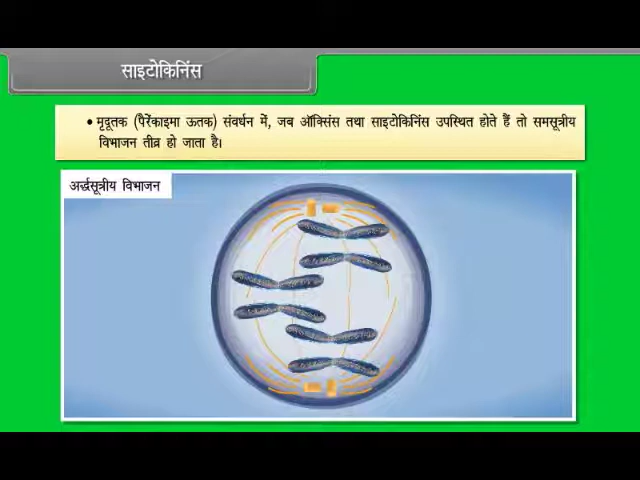 साइटोकिनिंस
• मृदूतक (पैरेंकाइमा ऊतक) संवर्धन में, जब ऑक्सिंस तथा साइटोकिनिंस उपस्थित होते हैं तो समसूत्रीय
विभाजन तीव्र हो जाता है।
अर्द्धसूत्रीय विभाजन